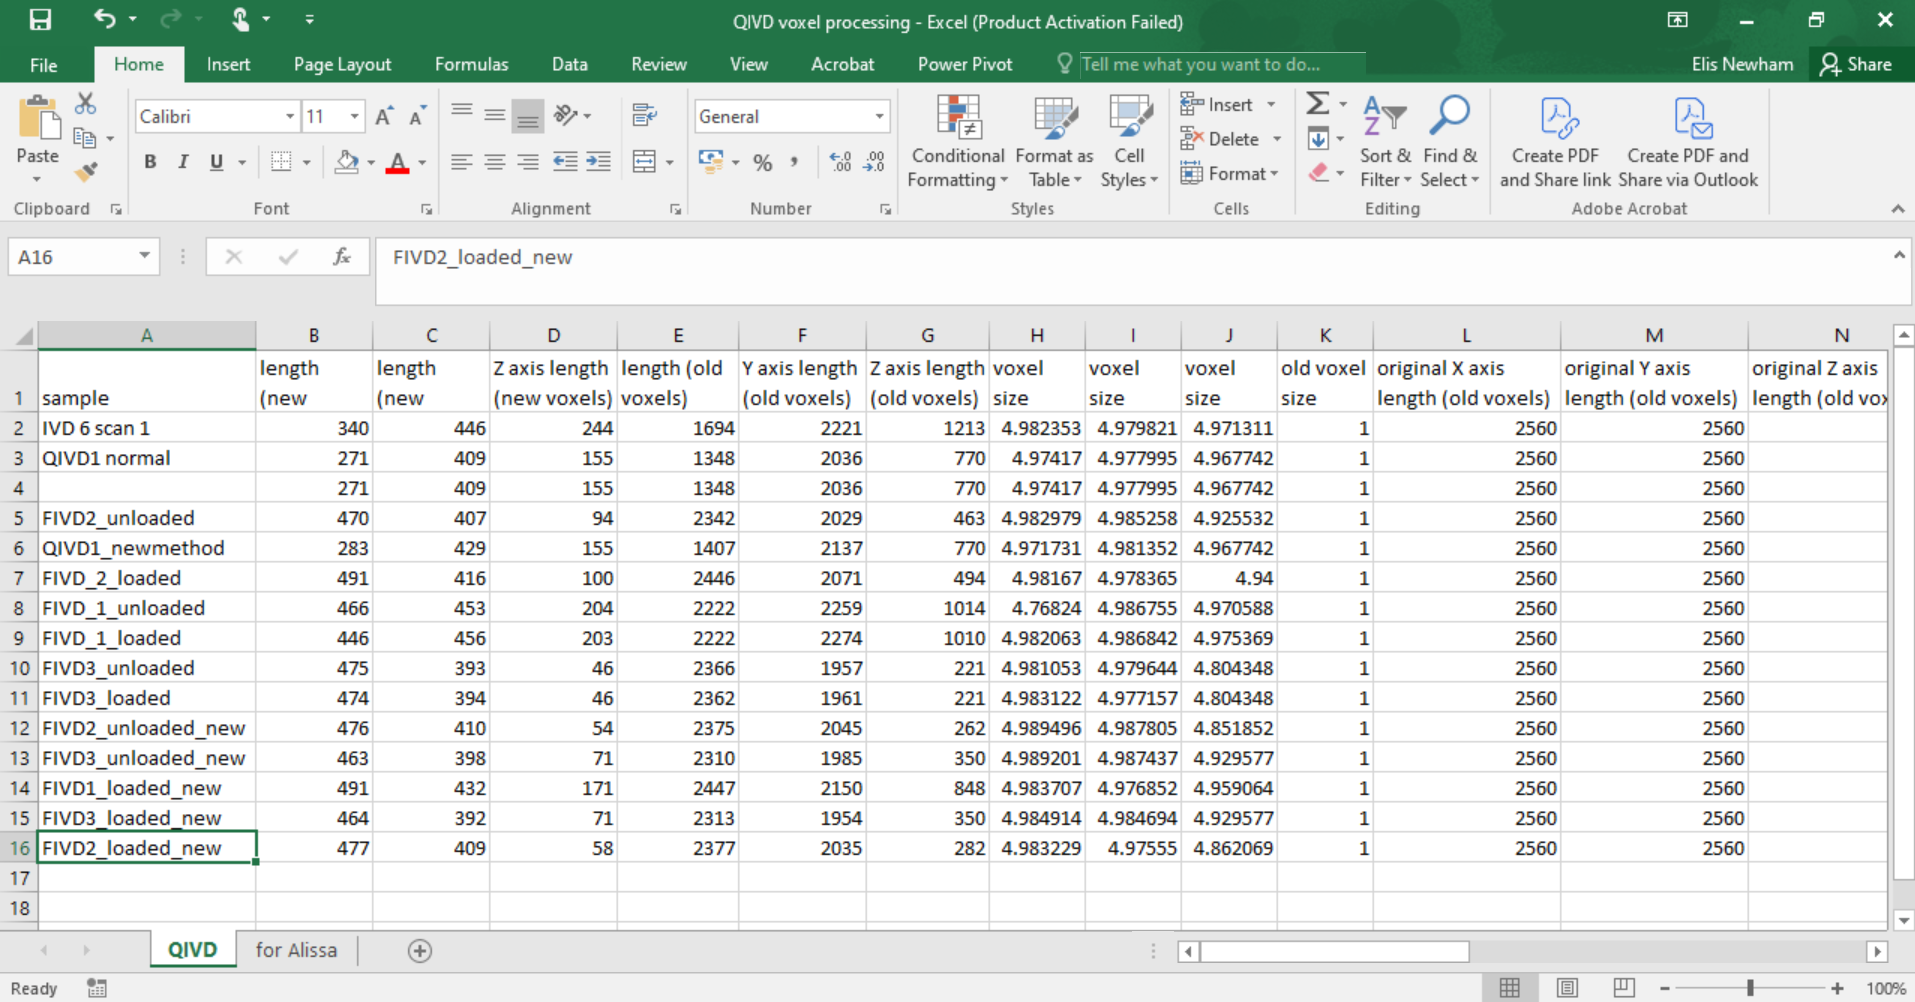 QIVD voxel processing - Excel (Product Activation Failed)
File Home Insert Page Layout Formulas Data Review View Acrobat Power Pivot Tell me what you want to do... Elis Newham Share
Paste
Clipboard
Calibri 11
B I U A
Font
Alignment
General
% , .00 .00
Number
Conditional Formatting
Format as Table
Cell Styles
Styles
Insert
Delete
Format
Cells
Sort & Filter
Find & Select
Editing
Create PDF and Share link
Create PDF and Share via Outlook
Adobe Acrobat
A16 fx FIVD2_loaded_new
A B C D E F G H I J K L M N
length length Z axis length length (old Y axis length Z axis length voxel voxel voxel old voxel original X axis original Y axis original Z axis
1 sample (new (new (new voxels) voxels) (old voxels) (old voxels) size size size size length (old voxels) length (old voxels) length (old vox
2 IVD 6 scan 1 340 446 244 1694 2221 1213 4.982353 4.979821 4.971311 1 2560 2560
3 QIVD1 normal 271 409 155 1348 2036 770 4.97417 4.977995 4.967742 1 2560 2560
4 271 409 155 1348 2036 770 4.97417 4.977995 4.967742 1 2560 2560
5 FIVD2_unloaded 470 407 94 2342 2029 463 4.982979 4.985258 4.925532 1 2560 2560
6 QIVD1_newmethod 283 429 155 1407 2137 770 4.971731 4.981352 4.967742 1 2560 2560
7 FIVD_2_loaded 491 416 100 2446 2071 494 4.98167 4.978365 4.94 1 2560 2560
8 FIVD_1_unloaded 466 453 204 2222 2259 1014 4.76824 4.986755 4.970588 1 2560 2560
9 FIVD_1_loaded 446 456 203 2222 2274 1010 4.982063 4.986842 4.975369 1 2560 2560
10 FIVD3_unloaded 475 393 46 2366 1957 221 4.981053 4.979644 4.804348 1 2560 2560
11 FIVD3_loaded 474 394 46 2362 1961 221 4.983122 4.977157 4.804348 1 2560 2560
12 FIVD2_unloaded_new 476 410 54 2375 2045 262 4.989496 4.987805 4.851852 1 2560 2560
13 FIVD3_unloaded_new 463 398 71 2310 1985 350 4.989201 4.987437 4.929577 1 2560 2560
14 FIVD1_loaded_new 491 432 171 2447 2150 848 4.983707 4.976852 4.959064 1 2560 2560
15 FIVD3_loaded_new 464 392 71 2313 1954 350 4.984914 4.984694 4.929577 1 2560 2560
16 FIVD2_loaded_new 477 409 58 2377 2035 282 4.983229 4.97555 4.862069 1 2560 2560
17
18
QIVD for Alissa
Ready 100%